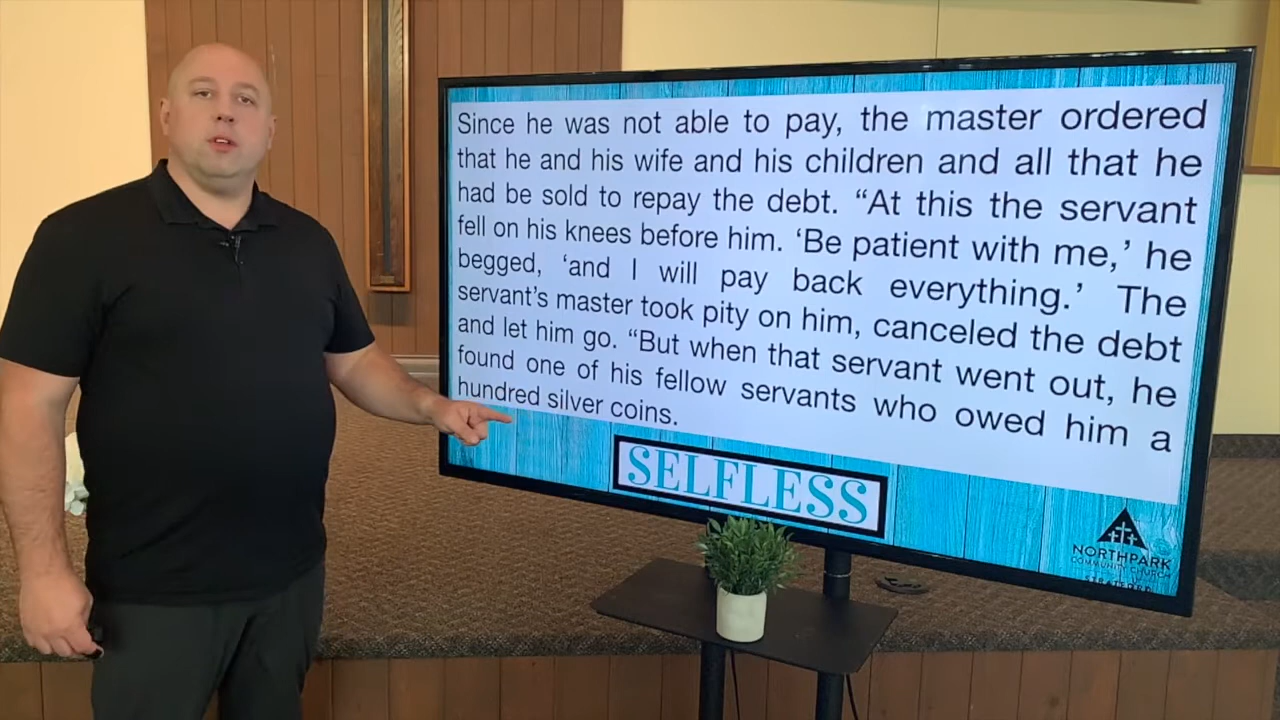 Since he was not able to pay, the master ordered
that he and his wife and his children and all that he
had be sold to repay the debt. “At this the servant
fell on his knees before him. ‘Be patient with me,’ he
begged, ‘and I will pay back everything.’ The
servant’s master took pity on him, canceled the debt
and let him go. “But when that servant went out, he
found one of his fellow servants who owed him a
hundred silver coins.
SELFLESS
NORTHPARK
COMMUNITY CHURCH